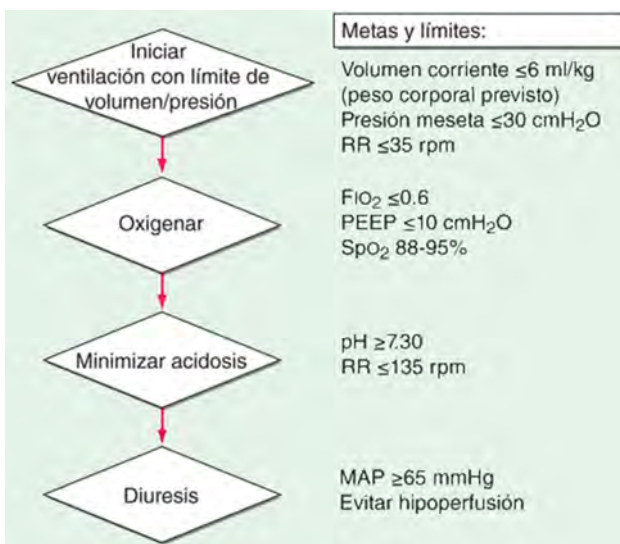 Iniciar
ventilación con límite de
volumen/presión
Metas y límites:
Volumen corriente ≤6 ml/kg
(peso corporal previsto)
Presión meseta ≤30 cmH₂O
RR ≤35 rpm
Oxigenar
FIO₂ ≤0.6
PEEP ≤10 cmH₂O
SpO₂ 88-95%
Minimizar acidosis
pH ≥7.30
RR ≤135 rpm
Diuresis
MAP ≥65 mmHg
Evitar hipoperfusión